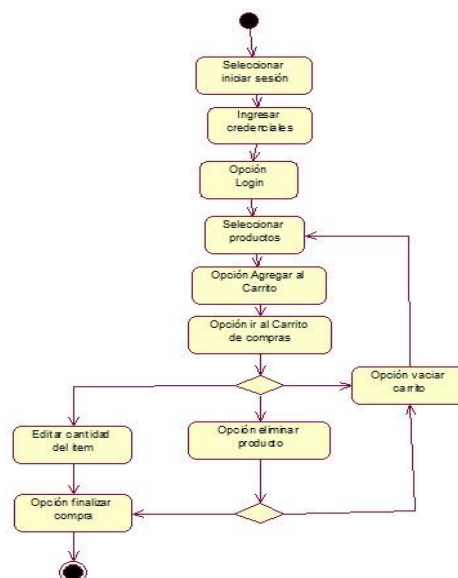 Seleccionar
iniciar sesión
Ingresar
credenciales
Opción
Login
Seleccionar
productos
Opción Agregar al
Carrito
Opción ir al Carrito
de compras
Opción vaciar
carrito
Editar cantidad
del item
Opción eliminar
producto
Opción finalizar
compra